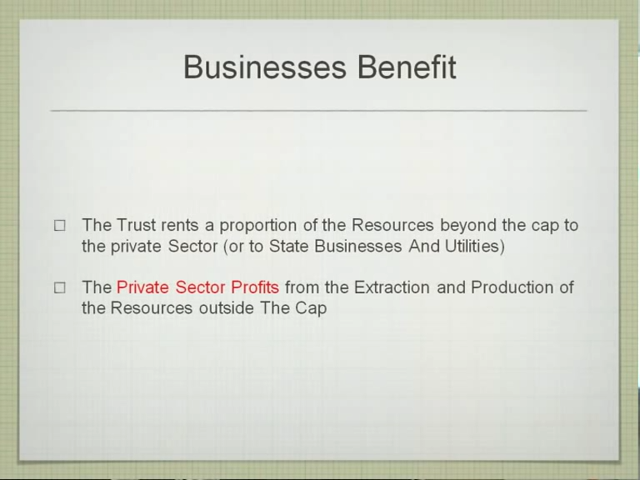 Businesses Benefit
The Trust rents a proportion of the Resources beyond the cap to
the private Sector (or to State Businesses And Utilities)
The Private Sector Profits from the Extraction and Production of
the Resources outside The Cap